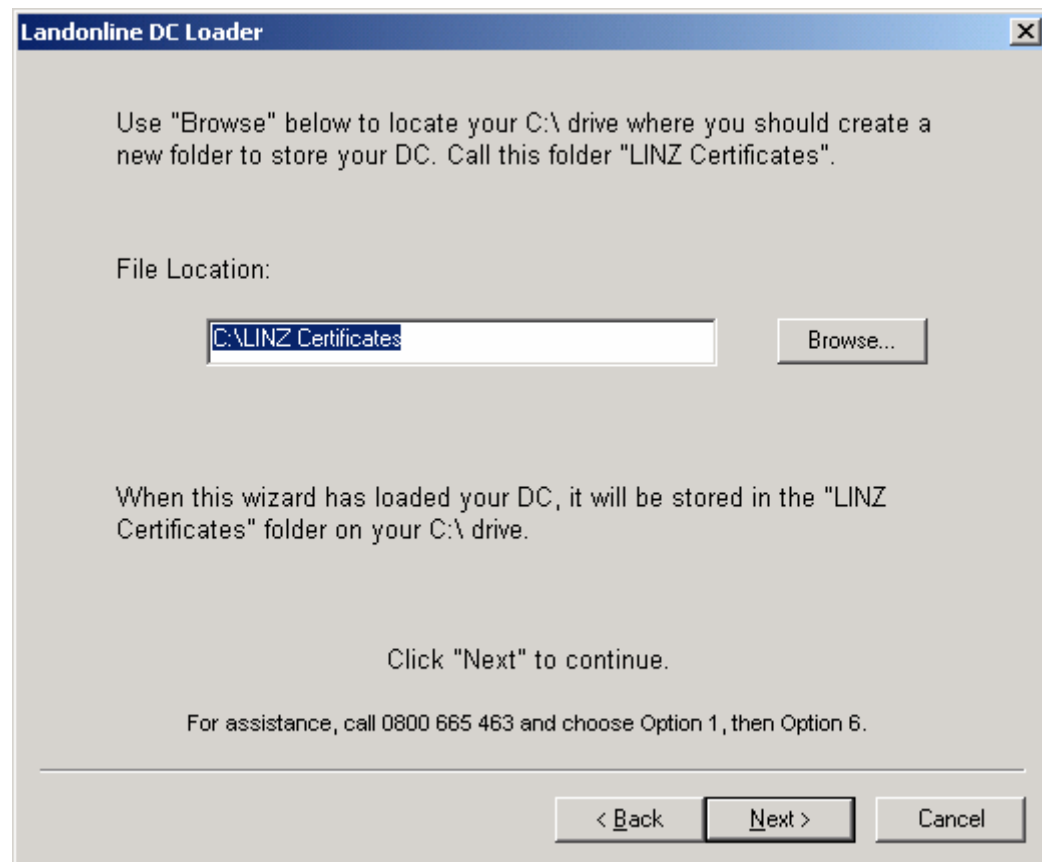 Landonline DC Loader
Use "Browse" below to locate your C:\ drive where you should create a
new folder to store your DC. Call this folder "LINZ Certificates".
File Location:
C:\LINZ Certificates
Browse...
When this wizard has loaded your DC, it will be stored in the "LINZ
Certificates" folder on your C:\ drive.
Click "Next" to continue.
For assistance, call 0800 665 463 and choose Option 1, then Option 6.
< Back Next > Cancel